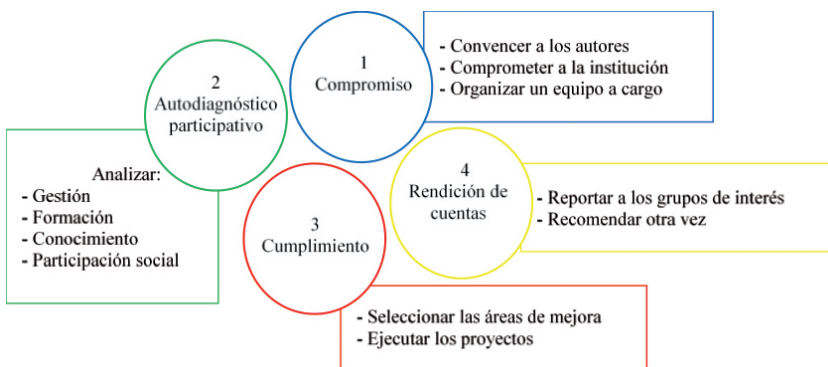 1
Compromiso
- Convencer a los autores
- Comprometer a la institución
- Organizar un equipo a cargo
2
Autodiagnóstico
participativo
Analizar:
- Gestión
- Formación
- Conocimiento
- Participación social
3
Cumplimiento
- Seleccionar las áreas de mejora
- Ejecutar los proyectos
4
Rendición de
cuentas
- Reportar a los grupos de interés
- Recomendar otra vez